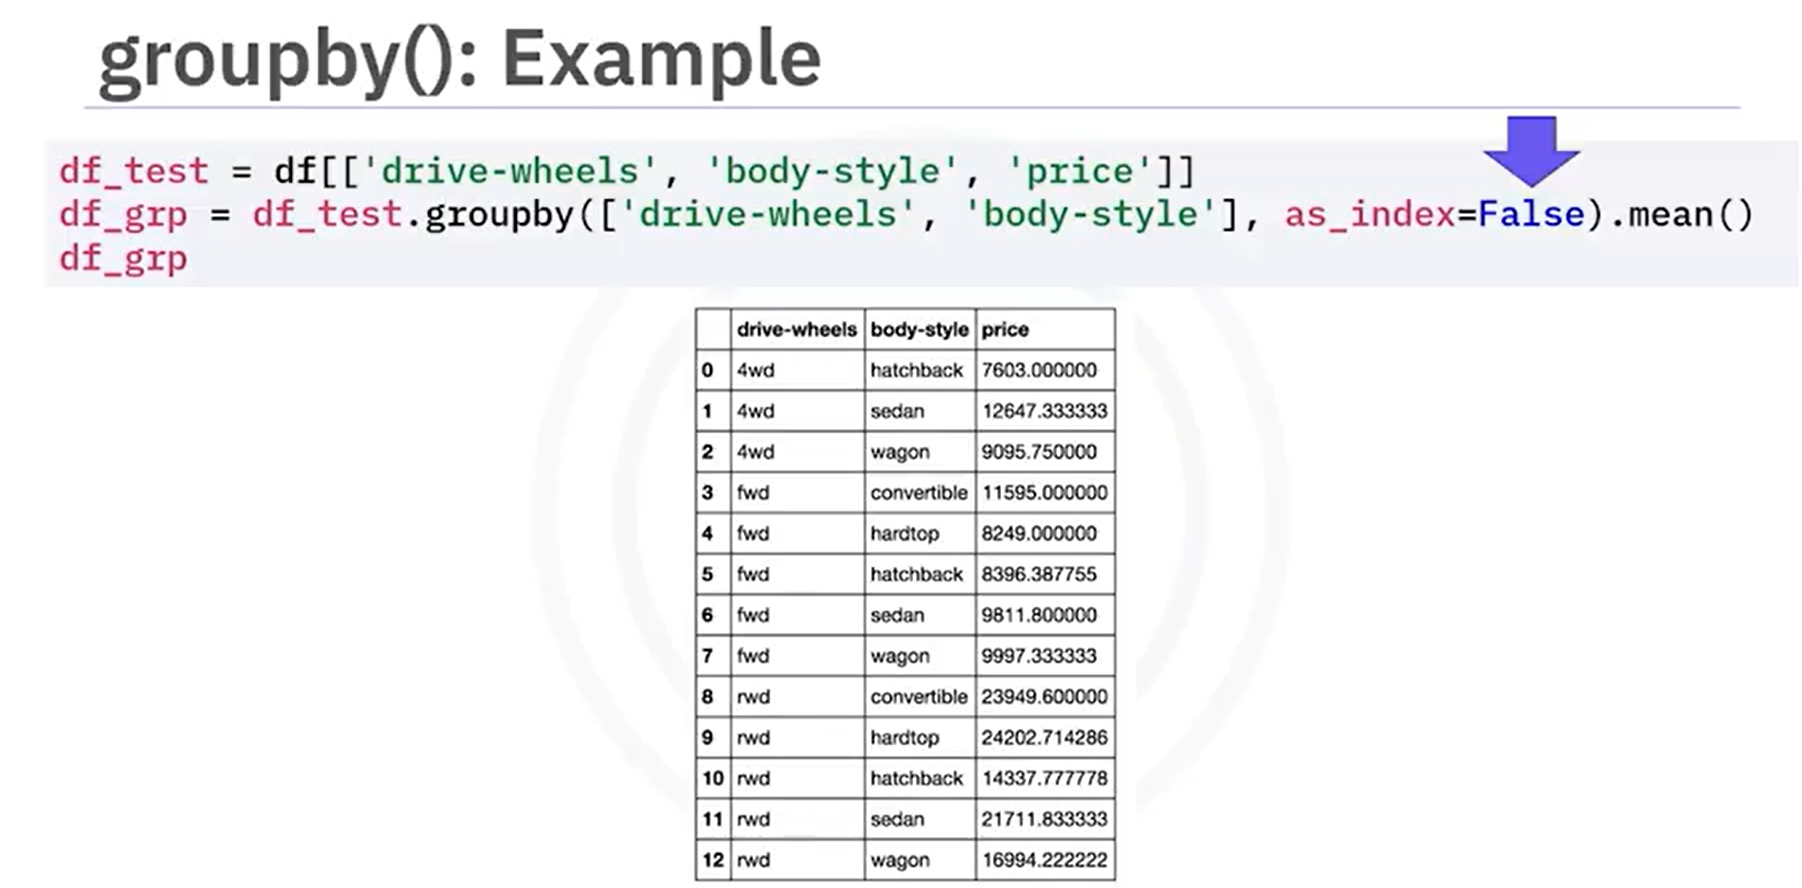 groupby(): Example
df_test = df[['drive-wheels', 'body-style', 'price']]
df_grp = df_test.groupby(['drive-wheels', 'body-style'], as_index=False).mean()
df_grp
drive-wheels body-style price
0 4wd hatchback 7603.000000
1 4wd sedan 12647.333333
2 4wd wagon 9095.750000
3 fwd convertible 11595.000000
4 fwd hardtop 8249.000000
5 fwd hatchback 8396.387755
6 fwd sedan 9811.800000
7 fwd wagon 9997.333333
8 rwd convertible 23949.600000
9 rwd hardtop 24202.714286
10 rwd hatchback 14337.777778
11 rwd sedan 21711.833333
12 rwd wagon 16994.222222